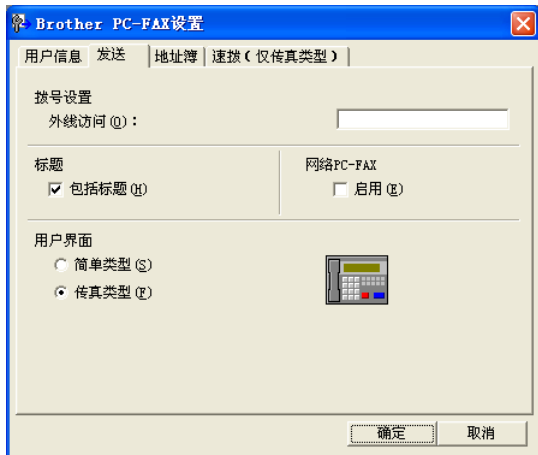 Brother PC-FAX设置
用户信息 发送 地址簿 速拨（仅传真类型）
拨号设置
外线访问(O)：
标题 网络PC-FAX
包括标题(H) 启用(E)
用户界面
简单类型(S)
传真类型(F)
确定 取消